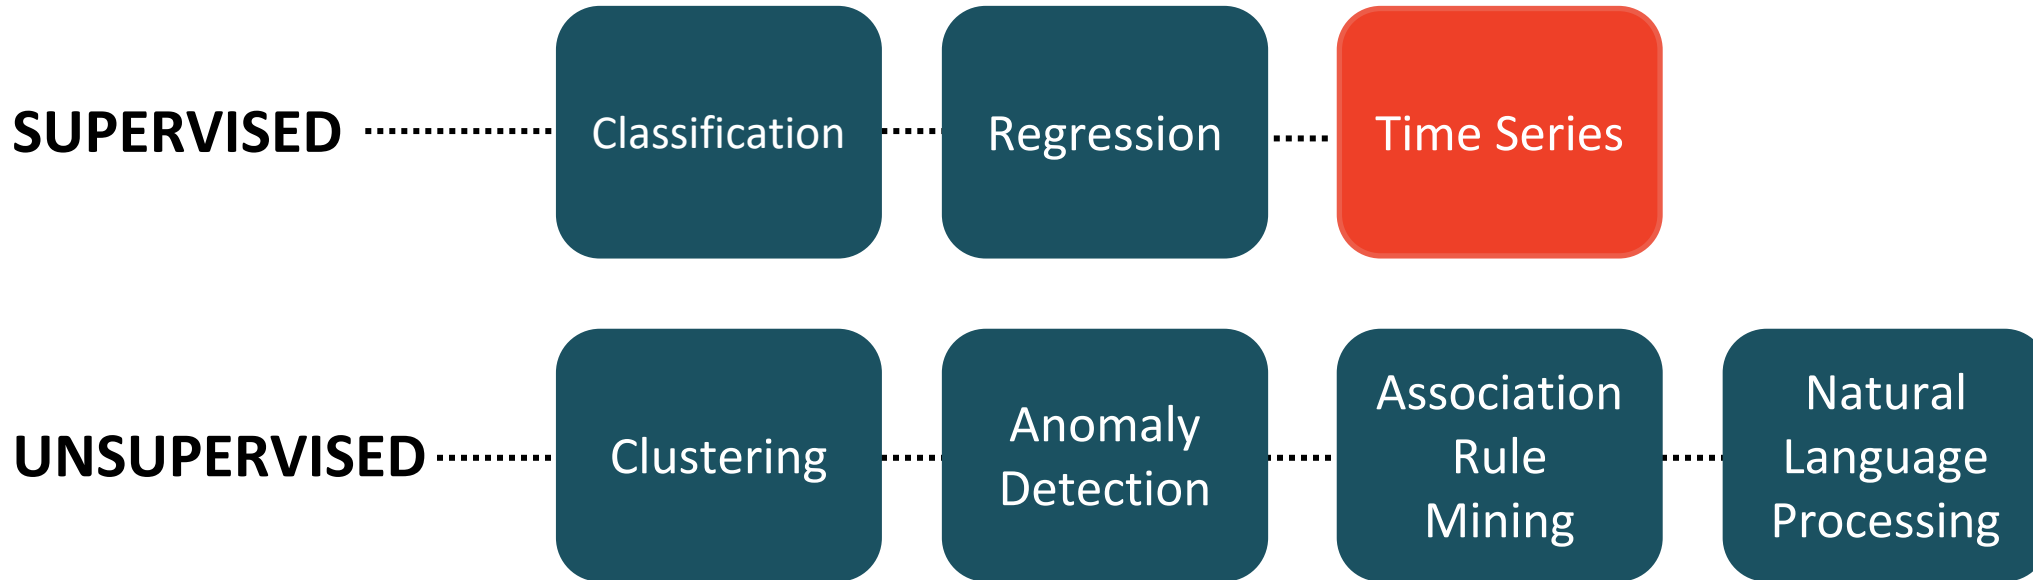 SUPERVISED
Classification
Regression
Time Series
UNSUPERVISED
Clustering
Anomaly
Detection
Association
Rule
Mining
Natural
Language
Processing